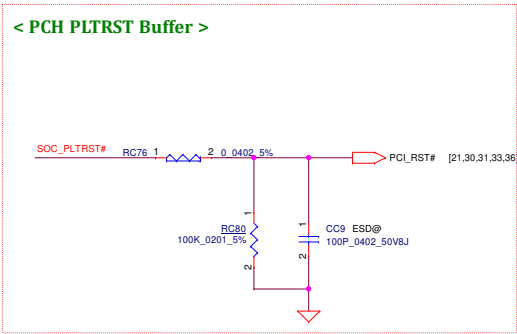 < PCH PLTRST Buffer >
SOC_PLTRST# RC76 1 2 0_0402_5% PCI_RST# [21,30,31,33,36
1
RC80
100K_0201_5%
2
1
CC9 ESD@
100P_0402_50V8J
2